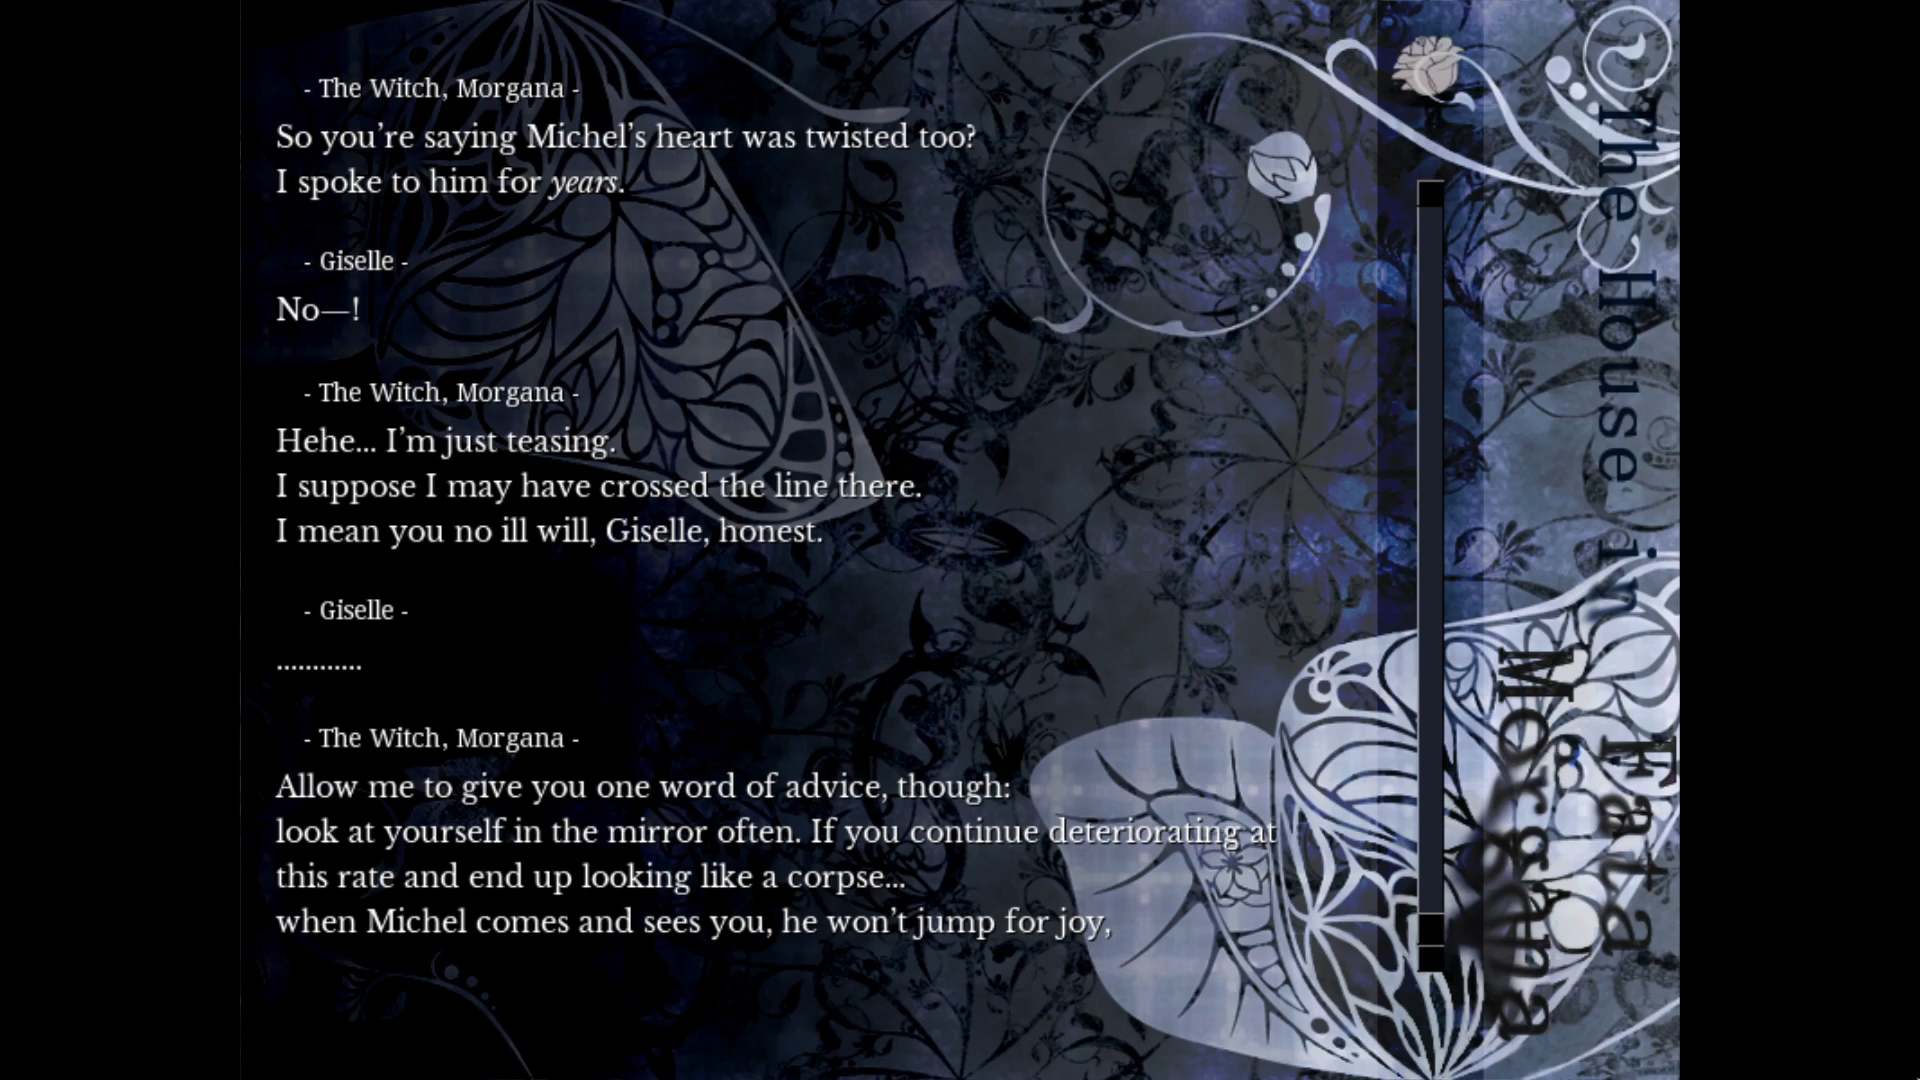 - The Witch, Morgana -
So you’re saying Michel’s heart was twisted too?
I spoke to him for years.
- Giselle -
No—!
- The Witch, Morgana -
Hehe... I’m just teasing.
I suppose I may have crossed the line there.
I mean you no ill will, Giselle, honest.
- Giselle -
............
- The Witch, Morgana -
Allow me to give you one word of advice, though:
look at yourself in the mirror often. If you continue deteriorating at
this rate and end up looking like a corpse...
when Michel comes and sees you, he won’t jump for joy,
The House in
Fata
Morgana